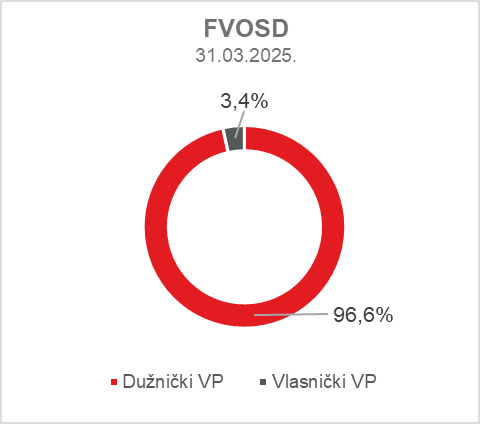 FVOSD
31.03.2025.
3,4%
96,6%
Dužnički VP
Vlasnički VP